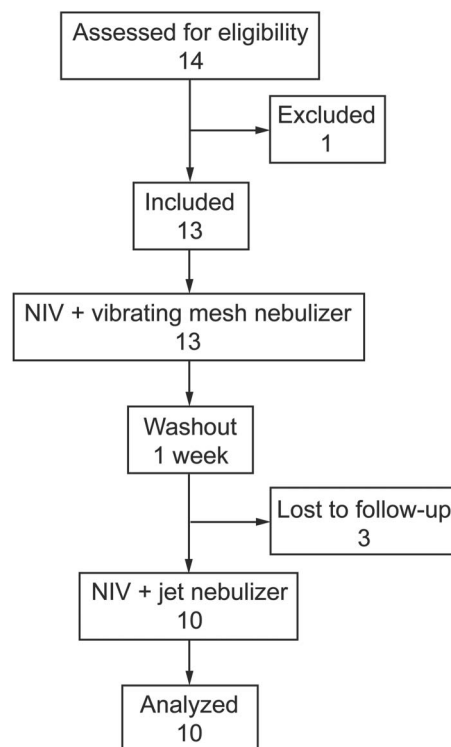 Assessed for eligibility
14
Excluded
1
Included
13
NIV + vibrating mesh nebulizer
13
Washout
1 week
Lost to follow-up
3
NIV + jet nebulizer
10
Analyzed
10